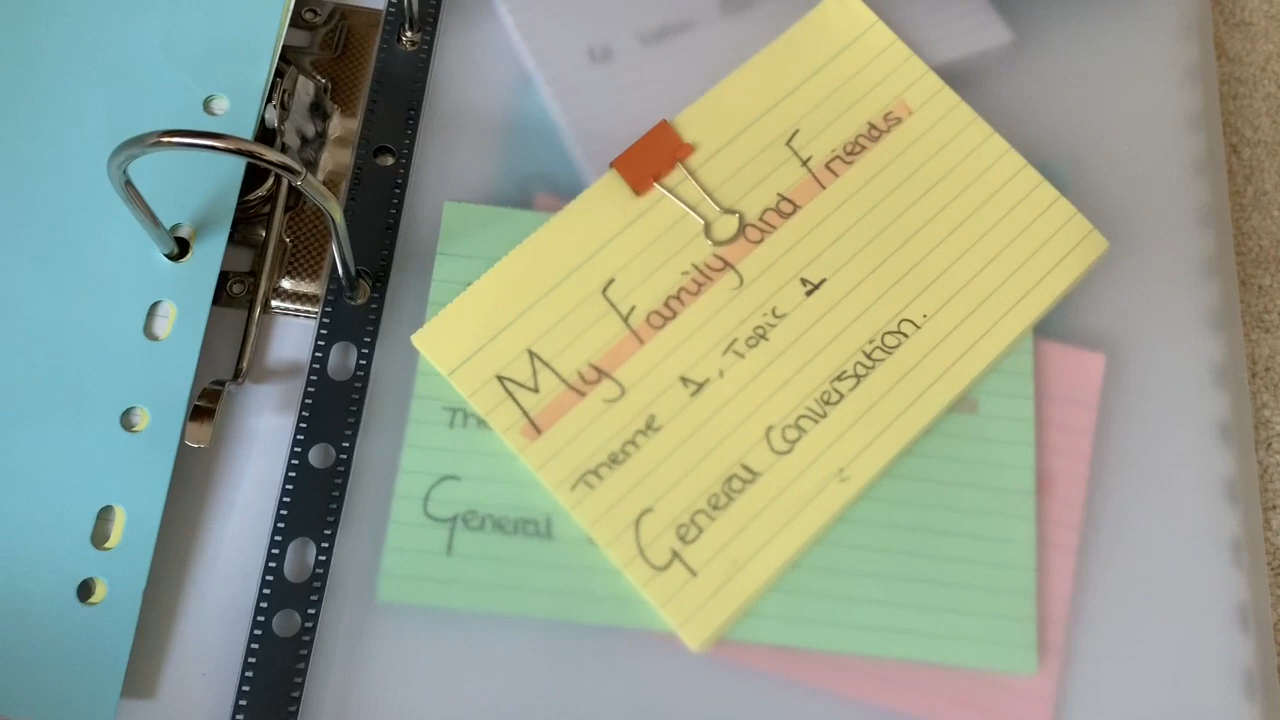 My Family and Friends.
Theme 1, Topic 1
General Conversation.
General